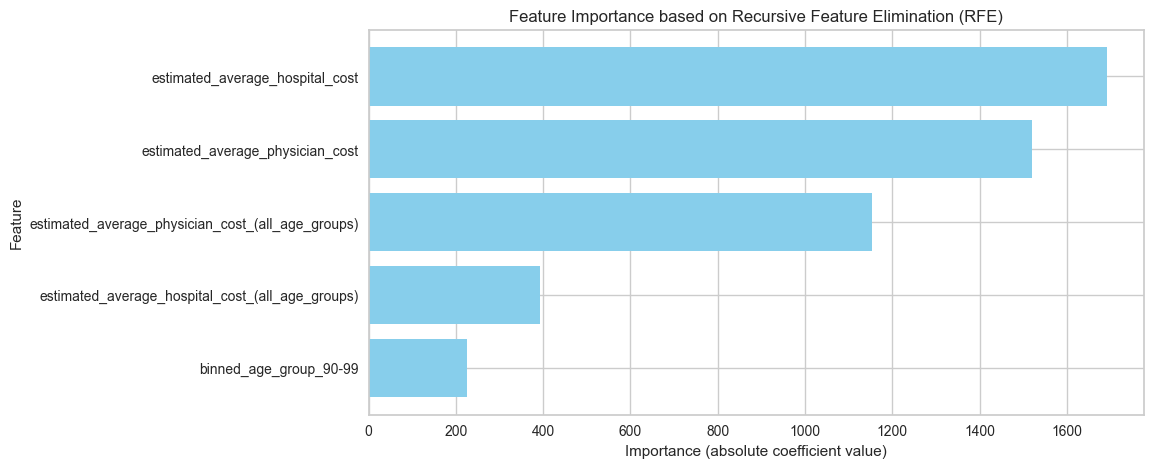 Feature Importance based on Recursive Feature Elimination (RFE)
estimated_average_hospital_cost
estimated_average_physician_cost
estimated_average_physician_cost_(all_age_groups)
estimated_average_hospital_cost_(all_age_groups)
binned_age_group_90-99
Feature
0 200 400 600 800 1000 1200 1400 1600
Importance (absolute coefficient value)